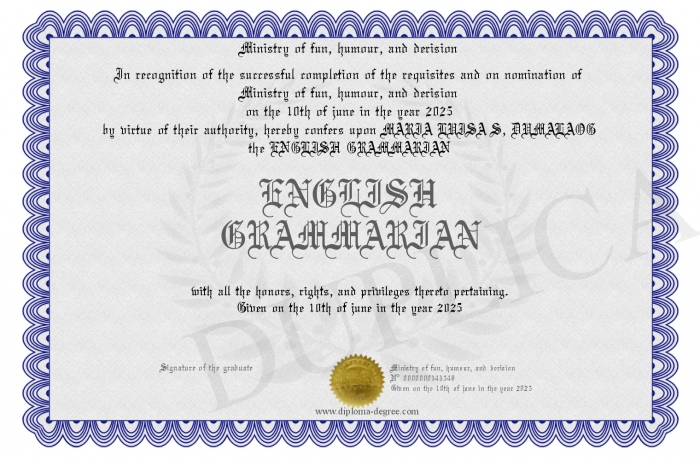 Ministry of fun, humour, and derision
In recognition of the successful completion of the requisites and on nomination of
Ministry of fun, humour, and derision
on the 10th of june in the year 2025
by virtue of their authority, hereby confers upon MARIA LUISA S, DUMALAOG
the ENGLISH GRAMMARIAN
ENGLISH
GRAMMARIAN
with all the honors, rights, and privileges thereto pertaining.
Given on the 10th of june in the year 2025
DUPLICA
Signature of the graduate
Ministry of fun, humour, and derision
Given on the 10th of june in the year 2025
www.diploma-degree.com